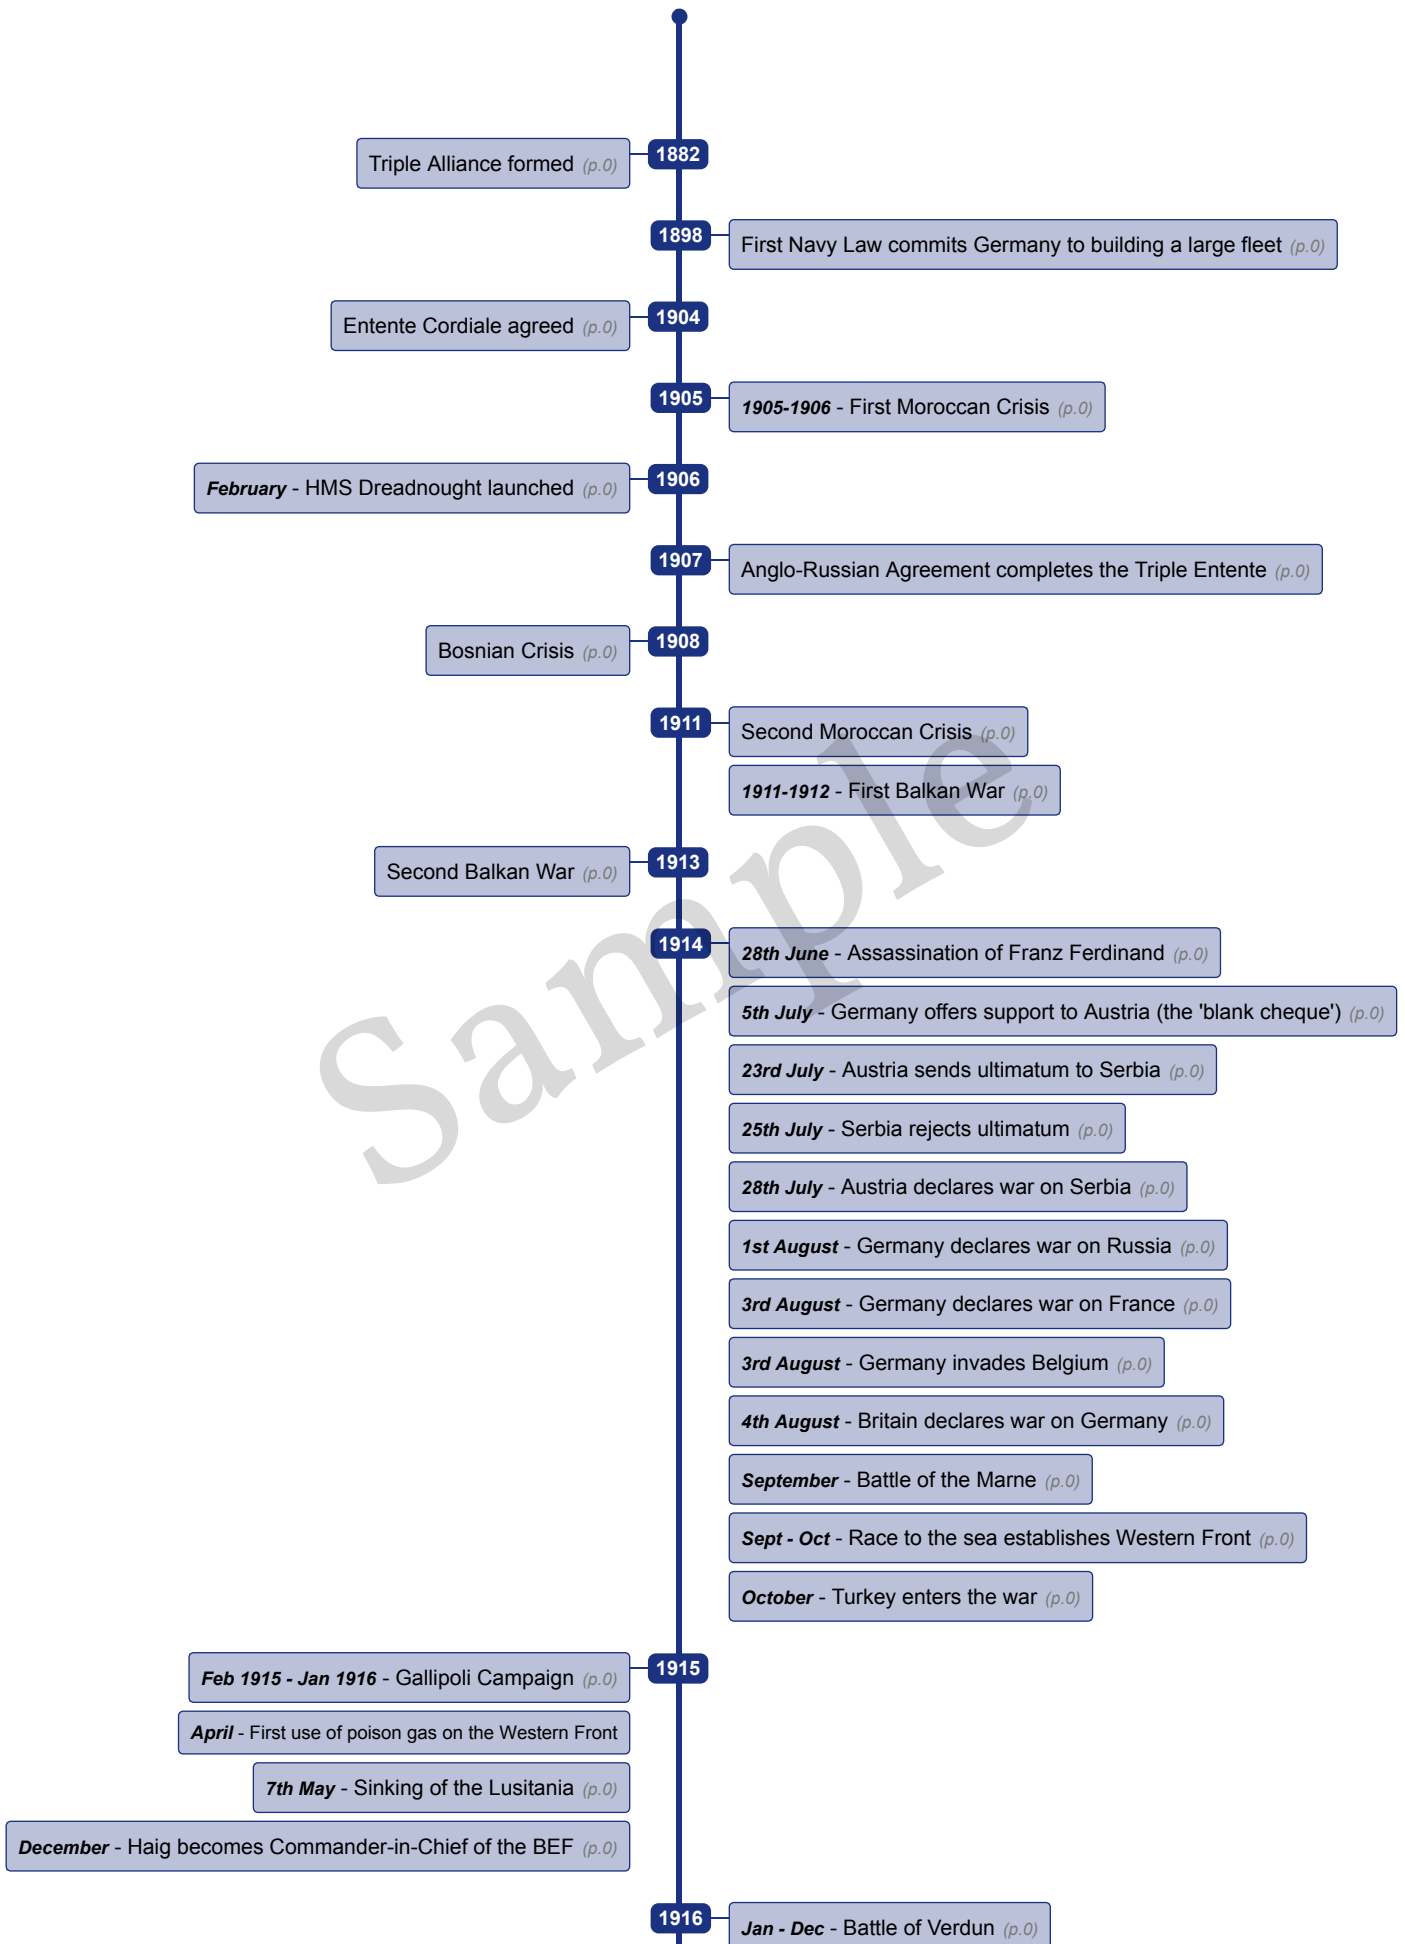 1882
Triple Alliance formed (p.0)
1898
First Navy Law commits Germany to building a large fleet (p.0)
1904
Entente Cordiale agreed (p.0)
1905
1905-1906 - First Moroccan Crisis (p.0)
1906
February - HMS Dreadnought launched (p.0)
1907
Anglo-Russian Agreement completes the Triple Entente (p.0)
1908
Bosnian Crisis (p.0)
1911
Second Moroccan Crisis (p.0)
1911-1912 - First Balkan War (p.0)
1913
Second Balkan War (p.0)
1914
28th June - Assassination of Franz Ferdinand (p.0)
5th July - Germany offers support to Austria (the 'blank cheque') (p.0)
23rd July - Austria sends ultimatum to Serbia (p.0)
25th July - Serbia rejects ultimatum (p.0)
28th July - Austria declares war on Serbia (p.0)
1st August - Germany declares war on Russia (p.0)
3rd August - Germany declares war on France (p.0)
3rd August - Germany invades Belgium (p.0)
4th August - Britain declares war on Germany (p.0)
September - Battle of the Marne (p.0)
Sept - Oct - Race to the sea establishes Western Front (p.0)
October - Turkey enters the war (p.0)
1915
Feb 1915 - Jan 1916 - Gallipoli Campaign (p.0)
April - First use of poison gas on the Western Front
7th May - Sinking of the Lusitania (p.0)
December - Haig becomes Commander-in-Chief of the BEF (p.0)
1916
Jan - Dec - Battle of Verdun (p.0)
Sample